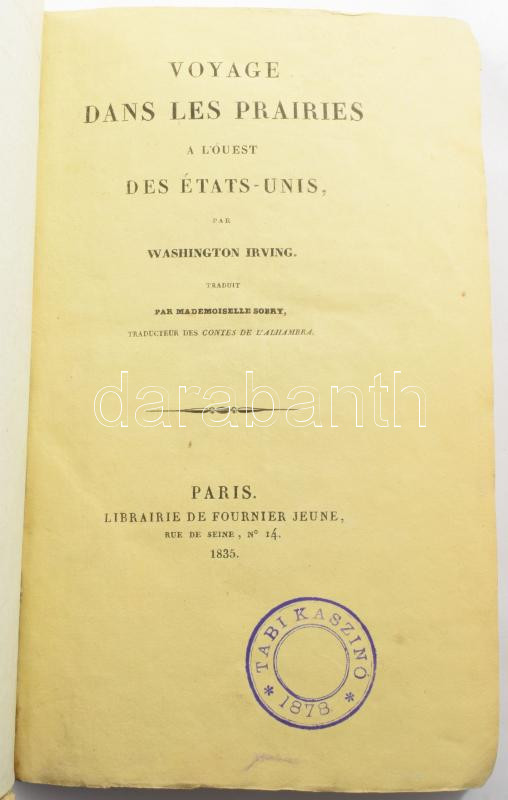 VOYAGE
DANS LES PRAIRIES
A L'OUEST
DES ÉTATS-UNIS,
PAR
WASHINGTON IRVING.
TRADUIT
PAR MADEMOISELLE SOBRY,
TRADUCTEUR DES CONTES DE L'ALHAMBRA.
darabanth
PARIS.
LIBRAIRIE DE FOURNIER JEUNE,
RUE DE SEINE, N° 14.
1835.
TABI KASZINÓ
* 1878 *